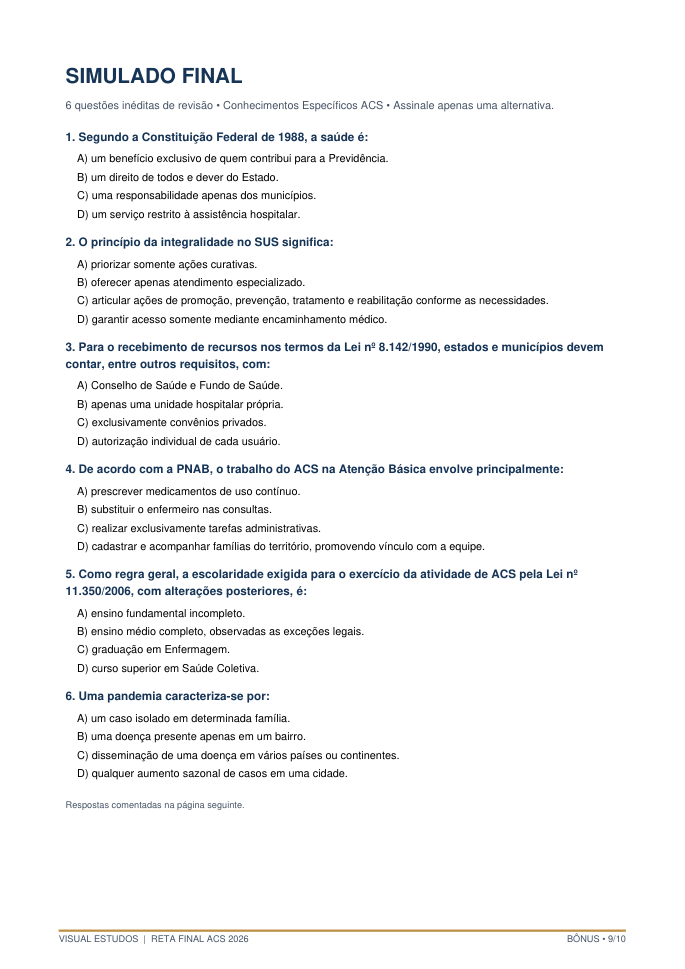 SIMULADO FINAL
6 questões inéditas de revisão • Conhecimentos Específicos ACS • Assinale apenas uma alternativa.
1. Segundo a Constituição Federal de 1988, a saúde é:
A) um benefício exclusivo de quem contribui para a Previdência.
B) um direito de todos e dever do Estado.
C) uma responsabilidade apenas dos municípios.
D) um serviço restrito à assistência hospitalar.
2. O princípio da integralidade no SUS significa:
A) priorizar somente ações curativas.
B) oferecer apenas atendimento especializado.
C) articular ações de promoção, prevenção, tratamento e reabilitação conforme as necessidades.
D) garantir acesso somente mediante encaminhamento médico.
3. Para o recebimento de recursos nos termos da Lei nº 8.142/1990, estados e municípios devem
contar, entre outros requisitos, com:
A) Conselho de Saúde e Fundo de Saúde.
B) apenas uma unidade hospitalar própria.
C) exclusivamente convênios privados.
D) autorização individual de cada usuário.
4. De acordo com a PNAB, o trabalho do ACS na Atenção Básica envolve principalmente:
A) prescrever medicamentos de uso contínuo.
B) substituir o enfermeiro nas consultas.
C) realizar exclusivamente tarefas administrativas.
D) cadastrar e acompanhar famílias do território, promovendo vínculo com a equipe.
5. Como regra geral, a escolaridade exigida para o exercício da atividade de ACS pela Lei nº
11.350/2006, com alterações posteriores, é:
A) ensino fundamental incompleto.
B) ensino médio completo, observadas as exceções legais.
C) graduação em Enfermagem.
D) curso superior em Saúde Coletiva.
6. Uma pandemia caracteriza-se por:
A) um caso isolado em determinada família.
B) uma doença presente apenas em um bairro.
C) disseminação de uma doença em vários países ou continentes.
D) qualquer aumento sazonal de casos em uma cidade.
Respostas comentadas na página seguinte.
VISUAL ESTUDOS | RETA FINAL ACS 2026
BÔNUS • 9/10